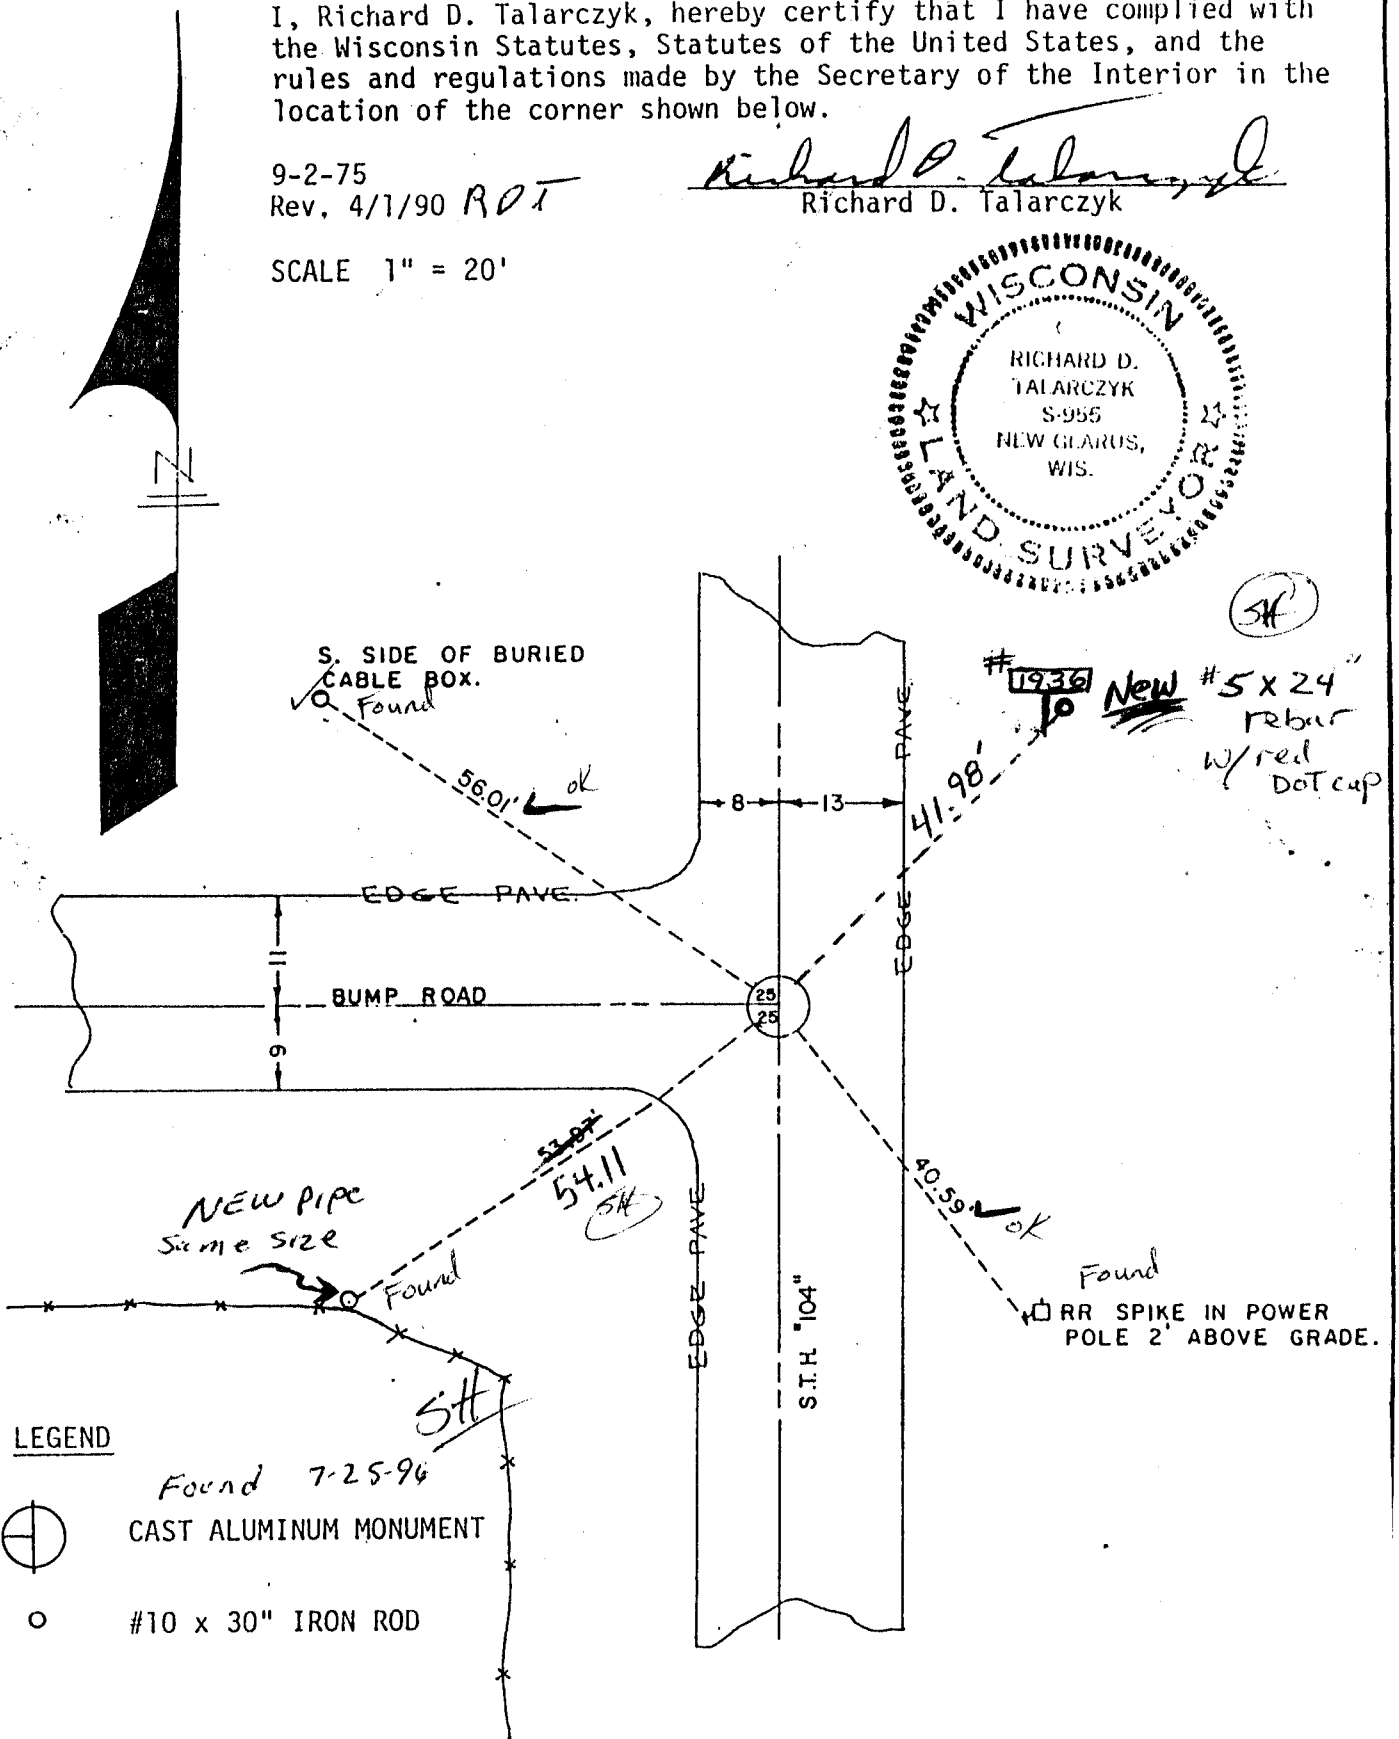 I, Richard D. Talarczyk, hereby certify that I have complied with
the Wisconsin Statutes, Statutes of the United States, and the
rules and regulations made by the Secretary of the Interior in the
location of the corner shown below.
9-2-75
Rev. 4/1/90 RDT
Richard D. Talarczyk
Richard D. Talarczyk
SCALE 1" = 20'
WISCONSIN
RICHARD D.
TALARCZYK
S-955
NEW GLARUS,
WIS.
LAND SURVEYOR
N
SH
S. SIDE OF BURIED
CABLE BOX.
Found
#
1936
New #5 x 24"
rebar
w/red
DOT cap
56.01' OK
8
13
41.98'
EDGE PAVE
EDGE PAVE.
11
BUMP ROAD
9
25
25
53.87'
54.11
SH
40.59' OK
NEW PIPE
Same size
Found
EDGE PAVE
S.T.H. "104"
Found
RR SPIKE IN POWER
POLE 2' ABOVE GRADE.
SH
LEGEND
Found 7-25-96
CAST ALUMINUM MONUMENT
#10 x 30" IRON ROD